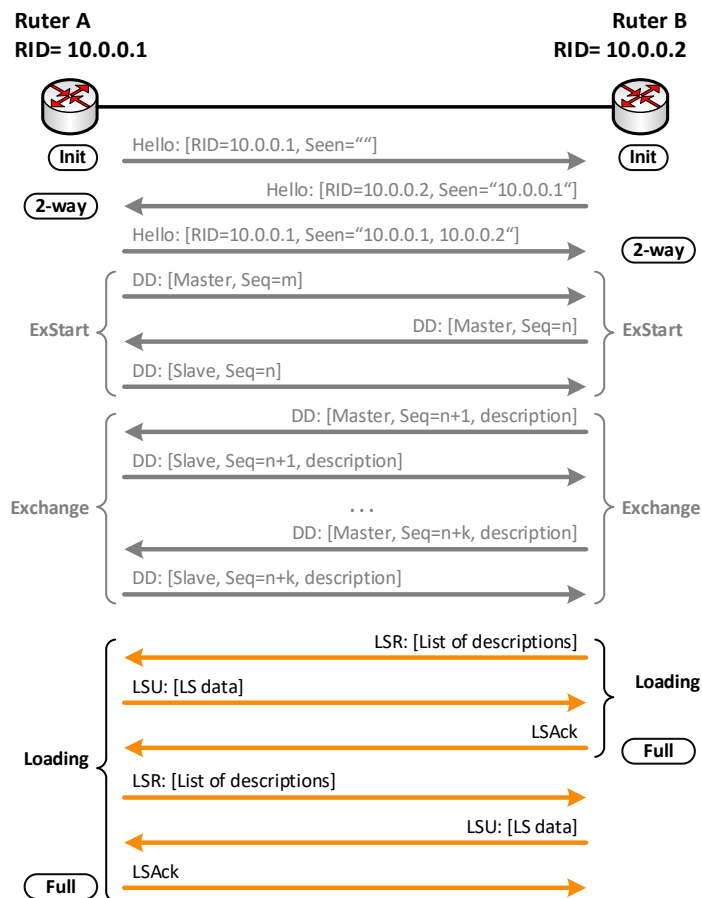 Ruter A
RID= 10.0.0.1
Ruter B
RID= 10.0.0.2
Init
Hello: [RID=10.0.0.1, Seen=““]
Init
Hello: [RID=10.0.0.2, Seen=“10.0.0.1“]
2-way
Hello: [RID=10.0.0.1, Seen=“10.0.0.1, 10.0.0.2“]
2-way
DD: [Master, Seq=m]
ExStart
DD: [Master, Seq=n]
ExStart
DD: [Slave, Seq=n]
DD: [Master, Seq=n+1, description]
DD: [Slave, Seq=n+1, description]
Exchange
...
Exchange
DD: [Master, Seq=n+k, description]
DD: [Slave, Seq=n+k, description]
LSR: [List of descriptions]
LSU: [LS data]
Loading
LSAck
Full
Loading
LSR: [List of descriptions]
LSU: [LS data]
LSAck
Full